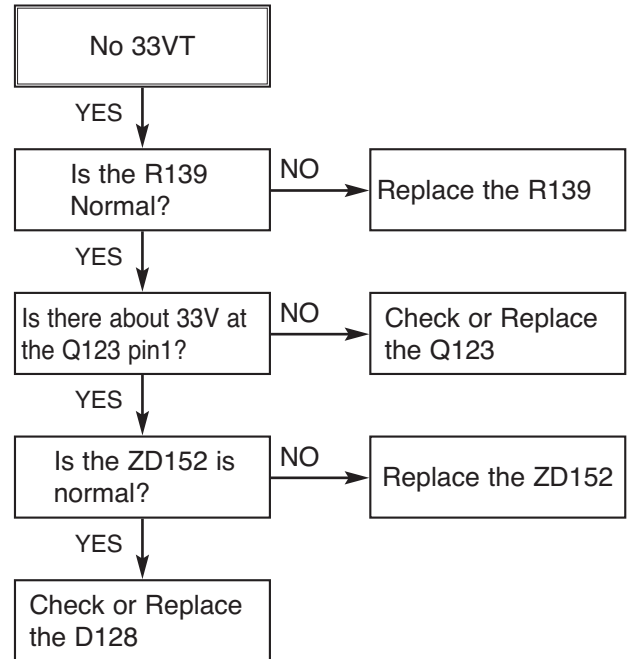 No 33VT
YES
Is the R139
Normal?
NO
Replace the R139
YES
Is there about 33V at
the Q123 pin1?
NO
Check or Replace
the Q123
YES
Is the ZD152 is
normal?
NO
Replace the ZD152
YES
Check or Replace
the D128